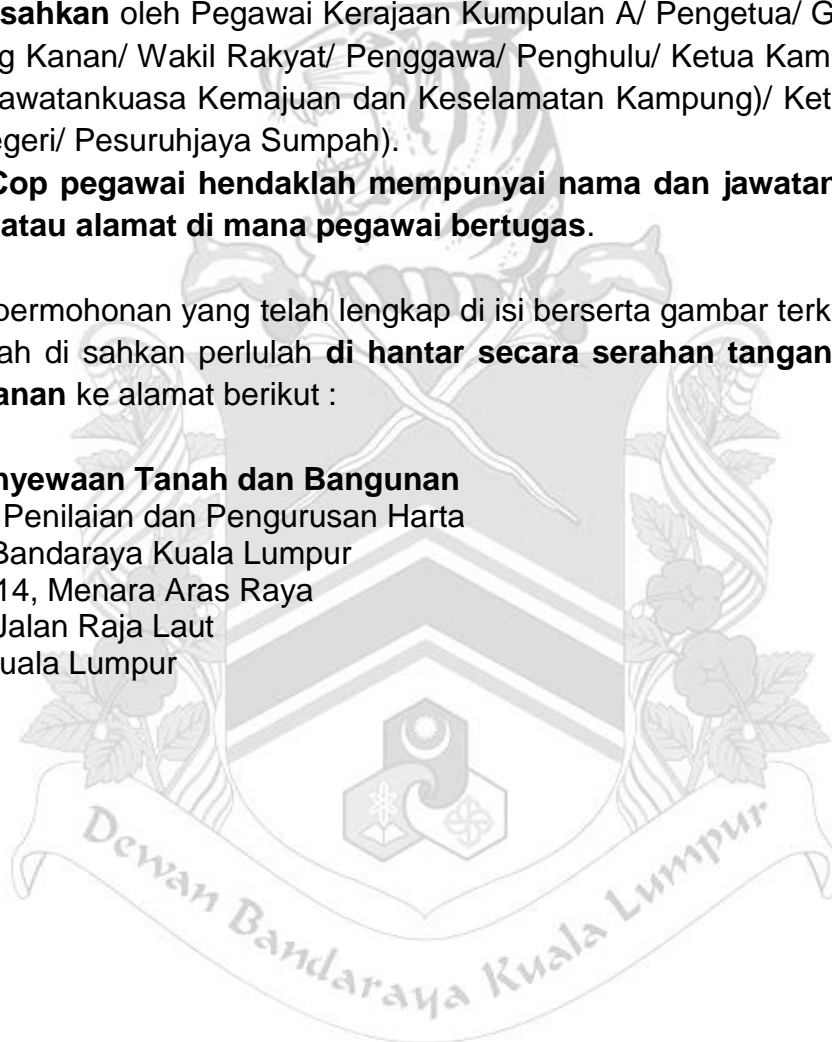 sahkan oleh Pegawai Kerajaan Kumpulan A/ Pengetua/ G
g Kanan/ Wakil Rakyat/ Penggawa/ Penghulu/ Ketua Kam
awatankuasa Kemajuan dan Keselamatan Kampung)/ Ket
egeri/ Pesuruhjaya Sumpah).
Cop pegawai hendaklah mempunyai nama dan jawatan
atau alamat di mana pegawai bertugas.
permohonan yang telah lengkap di isi berserta gambar terk
ah di sahkan perlulah di hantar secara serahan tangan
anan ke alamat berikut :
nyewaan Tanah dan Bangunan
Penilaian dan Pengurusan Harta
Bandaraya Kuala Lumpur
14, Menara Aras Raya
Jalan Raja Laut
uala Lumpur
Dewan Bandaraya Kuala Lumpur